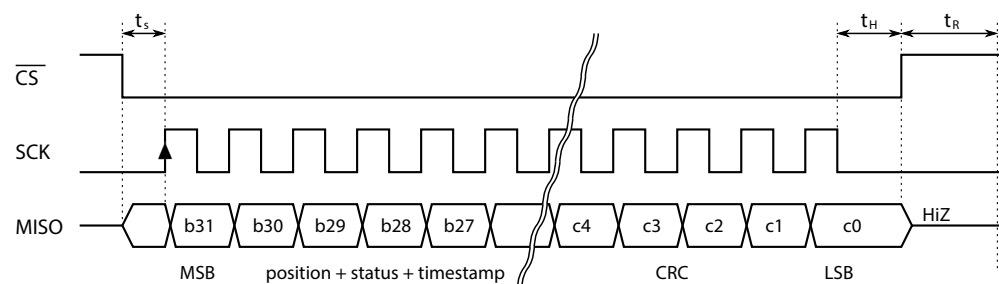 ts tH tR
CS
SCK
MISO b31 b30 b29 b28 b27 c4 c3 c2 c1 c0 HiZ
MSB position + status + timestamp CRC LSB